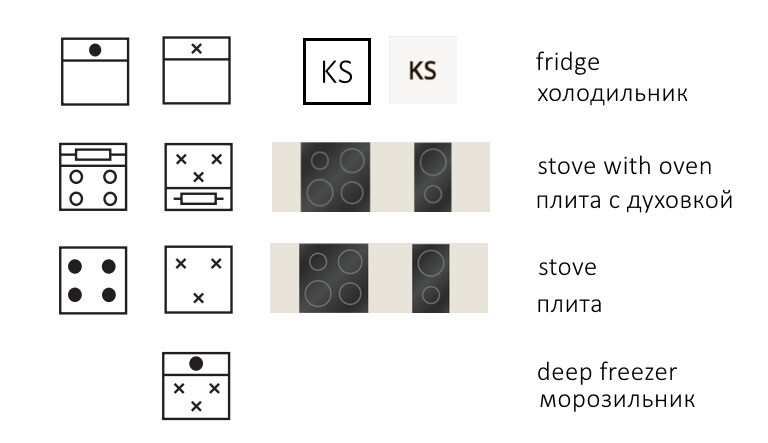 KS KS fridge
холодильник
stove with oven
плита с духовкой
stove
плита
deep freezer
морозильник